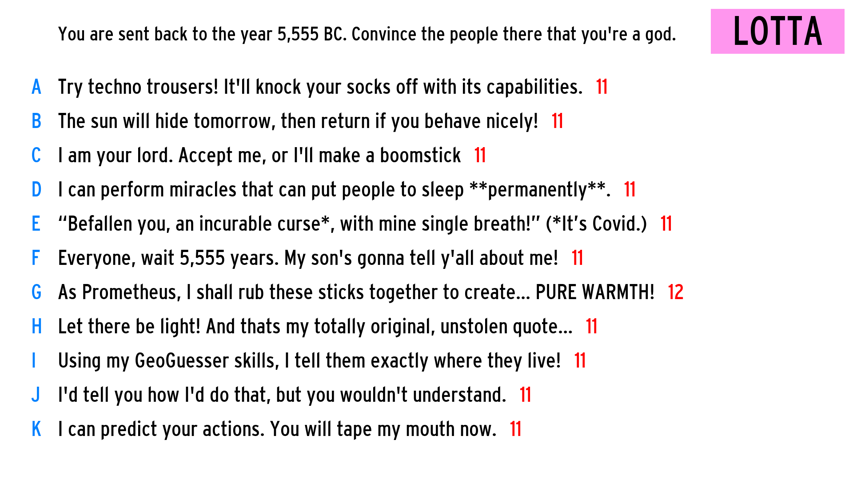 You are sent back to the year 5,555 BC. Convince the people there that you're a god.
LOTTA
A Try techno trousers! It'll knock your socks off with its capabilities. 11
B The sun will hide tomorrow, then return if you behave nicely! 11
C I am your lord. Accept me, or I'll make a boomstick 11
D I can perform miracles that can put people to sleep **permanently**. 11
E “Befallen you, an incurable curse*, with mine single breath!” (*It’s Covid.) 11
F Everyone, wait 5,555 years. My son's gonna tell y'all about me! 11
G As Prometheus, I shall rub these sticks together to create... PURE WARMTH! 12
H Let there be light! And thats my totally original, unstolen quote... 11
I Using my GeoGuesser skills, I tell them exactly where they live! 11
J I'd tell you how I'd do that, but you wouldn't understand. 11
K I can predict your actions. You will tape my mouth now. 11